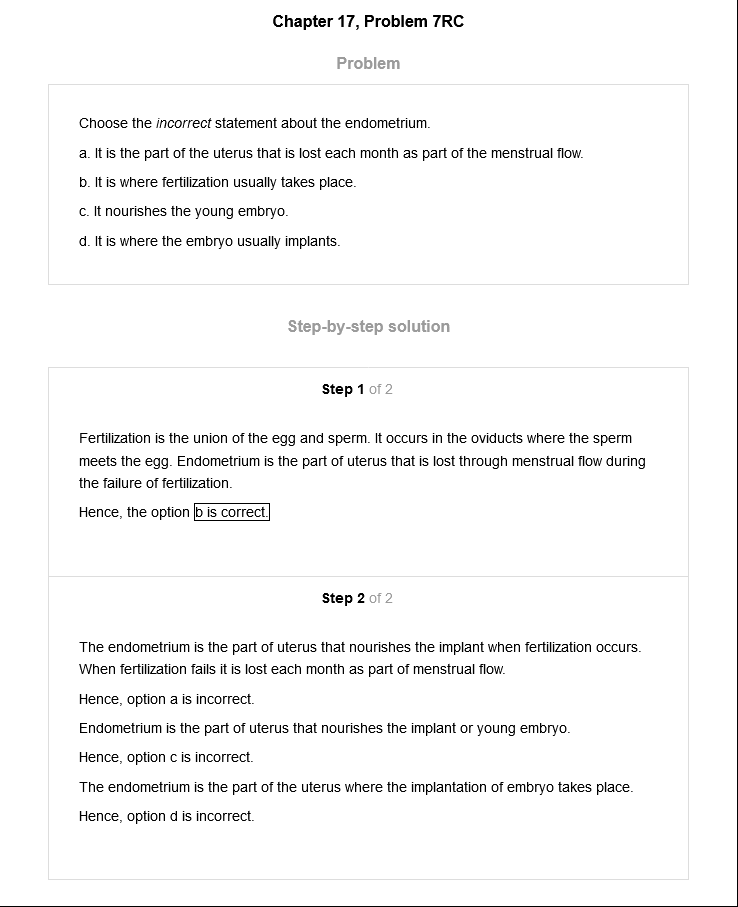 Chapter 17, Problem 7RC
Problem
Choose the incorrect statement about the endometrium.
a. It is the part of the uterus that is lost each month as part of the menstrual flow.
b. It is where fertilization usually takes place.
c. It nourishes the young embryo.
d. It is where the embryo usually implants.
Step-by-step solution
Step 1 of 2
Fertilization is the union of the egg and sperm. It occurs in the oviducts where the sperm
meets the egg. Endometrium is the part of uterus that is lost through menstrual flow during
the failure of fertilization.
Hence, the option b is correct.
Step 2 of 2
The endometrium is the part of uterus that nourishes the implant when fertilization occurs.
When fertilization fails it is lost each month as part of menstrual flow.
Hence, option a is incorrect.
Endometrium is the part of uterus that nourishes the implant or young embryo.
Hence, option c is incorrect.
The endometrium is the part of the uterus where the implantation of embryo takes place.
Hence, option d is incorrect.